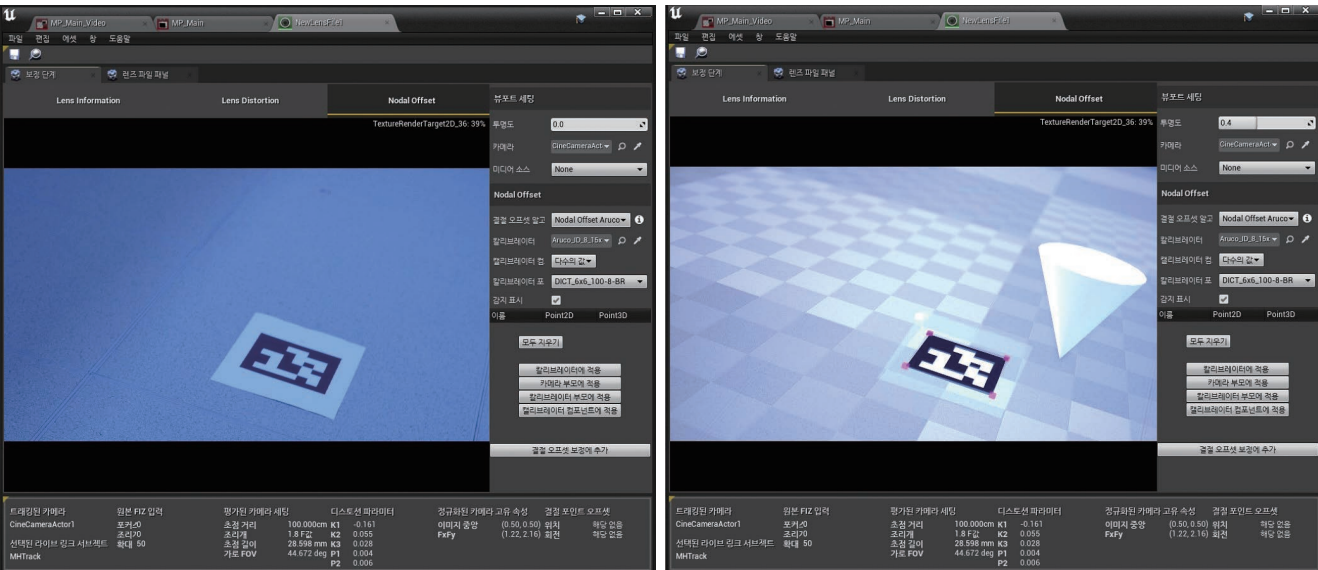 MP_Main_Video
MP_Main
NewLensFile1
파일 편집 에셋 창 도움말
보정 단계
렌즈 파일 패널
Lens Information
Lens Distortion
Nodal Offset
TextureRenderTarget2D_36: 39%
뷰포트 세팅
투명도 0.0
카메라 CineCameraAct
미디어 소스 None
Nodal Offset
결절 오프셋 알고 Nodal Offset Aruco
칼리브레이터 Aruco_ID_8_15x
캘리브레이터 컴 다수의 값
칼리브레이터 포 DICT_6x6_100-8-BR
감지 표시
이름 Point2D Point3D
모두 지우기
칼리브레이터에 적용
카메라 부모에 적용
칼리브레이터 부모에 적용
캘리브레이터 컴포넌트에 적용
결절 오프셋 보정에 추가
트래킹된 카메라
CineCameraActor1
선택된 라이브 링크 서브젝트
MHTrack
원본 FIZ 입력
포커스0
조리개0
확대 50
평가된 카메라 세팅
초점 거리 100.000cm
조리개 1.8 F값
초점 길이 28.598 mm
가로 FOV 44.672 deg
디스토션 파라미터
K1 -0.161
K2 0.055
K3 0.028
P1 0.004
P2 0.006
정규화된 카메라 고유 속성
이미지 중앙 (0.50, 0.50)
FxFy (1.22, 2.16)
결절 포인트 오프셋
위치 해당 없음
회전 해당 없음
MP_Main_Video
MP_Main
NewLensFile1
파일 편집 에셋 창 도움말
보정 단계
렌즈 파일 패널
Lens Information
Lens Distortion
Nodal Offset
TextureRenderTarget2D_36: 39%
뷰포트 세팅
투명도 0.4
카메라 CineCameraAct
미디어 소스 None
Nodal Offset
결절 오프셋 알고 Nodal Offset Aruco
칼리브레이터 Aruco_ID_8_15x
캘리브레이터 컴 다수의 값
칼리브레이터 포 DICT_6x6_100-8-BR
감지 표시
이름 Point2D Point3D
모두 지우기
칼리브레이터에 적용
카메라 부모에 적용
칼리브레이터 부모에 적용
캘리브레이터 컴포넌트에 적용
결절 오프셋 보정에 추가
트래킹된 카메라
CineCameraActor1
선택된 라이브 링크 서브젝트
MHTrack
원본 FIZ 입력
포커스0
조리개0
확대 50
평가된 카메라 세팅
초점 거리 100.000cm
조리개 1.8 F값
초점 길이 28.598 mm
가로 FOV 44.672 deg
디스토션 파라미터
K1 -0.161
K2 0.055
K3 0.028
P1 0.004
P2 0.006
정규화된 카메라 고유 속성
이미지 중앙 (0.50, 0.50)
FxFy (1.22, 2.16)
결절 포인트 오프셋
위치 해당 없음
회전 해당 없음